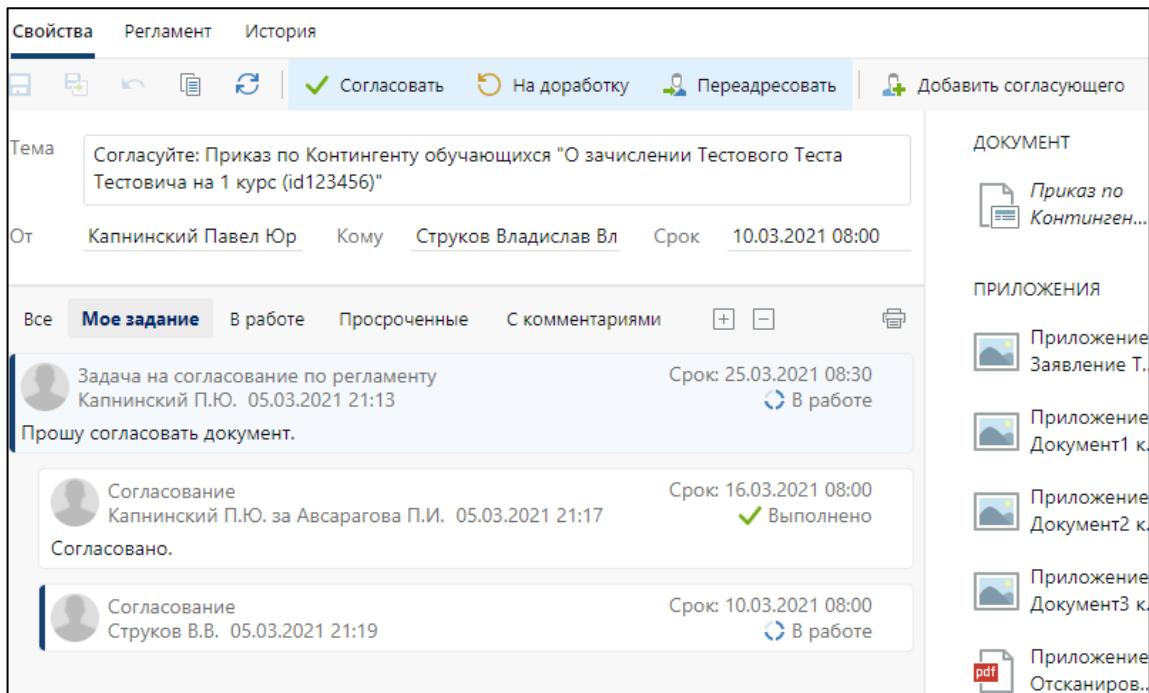 Свойства Регламент История
Согласовать На доработку Переадресовать Добавить согласующего
Тема
Согласуйте: Приказ по Контингенту обучающихся "О зачислении Тестового Теста
Тестовича на 1 курс (id123456)"
От Капнинский Павел Юр Кому Струков Владислав Вл Срок 10.03.2021 08:00
Все Мое задание В работе Просроченные С комментариями
Задача на согласование по регламенту Срок: 25.03.2021 08:30
Капнинский П.Ю. 05.03.2021 21:13 В работе
Прошу согласовать документ.
Согласование Срок: 16.03.2021 08:00
Капнинский П.Ю. за Авсарагова П.И. 05.03.2021 21:17 Выполнено
Согласовано.
Согласование Срок: 10.03.2021 08:00
Струков В.В. 05.03.2021 21:19 В работе
ДОКУМЕНТ
Приказ по
Континген...
ПРИЛОЖЕНИЯ
Приложение
Заявление Т..
Приложение
Документ1 к.
Приложение
Документ2 к.
Приложение
Документ3 к.
pdf
Приложение
Отсканиров..